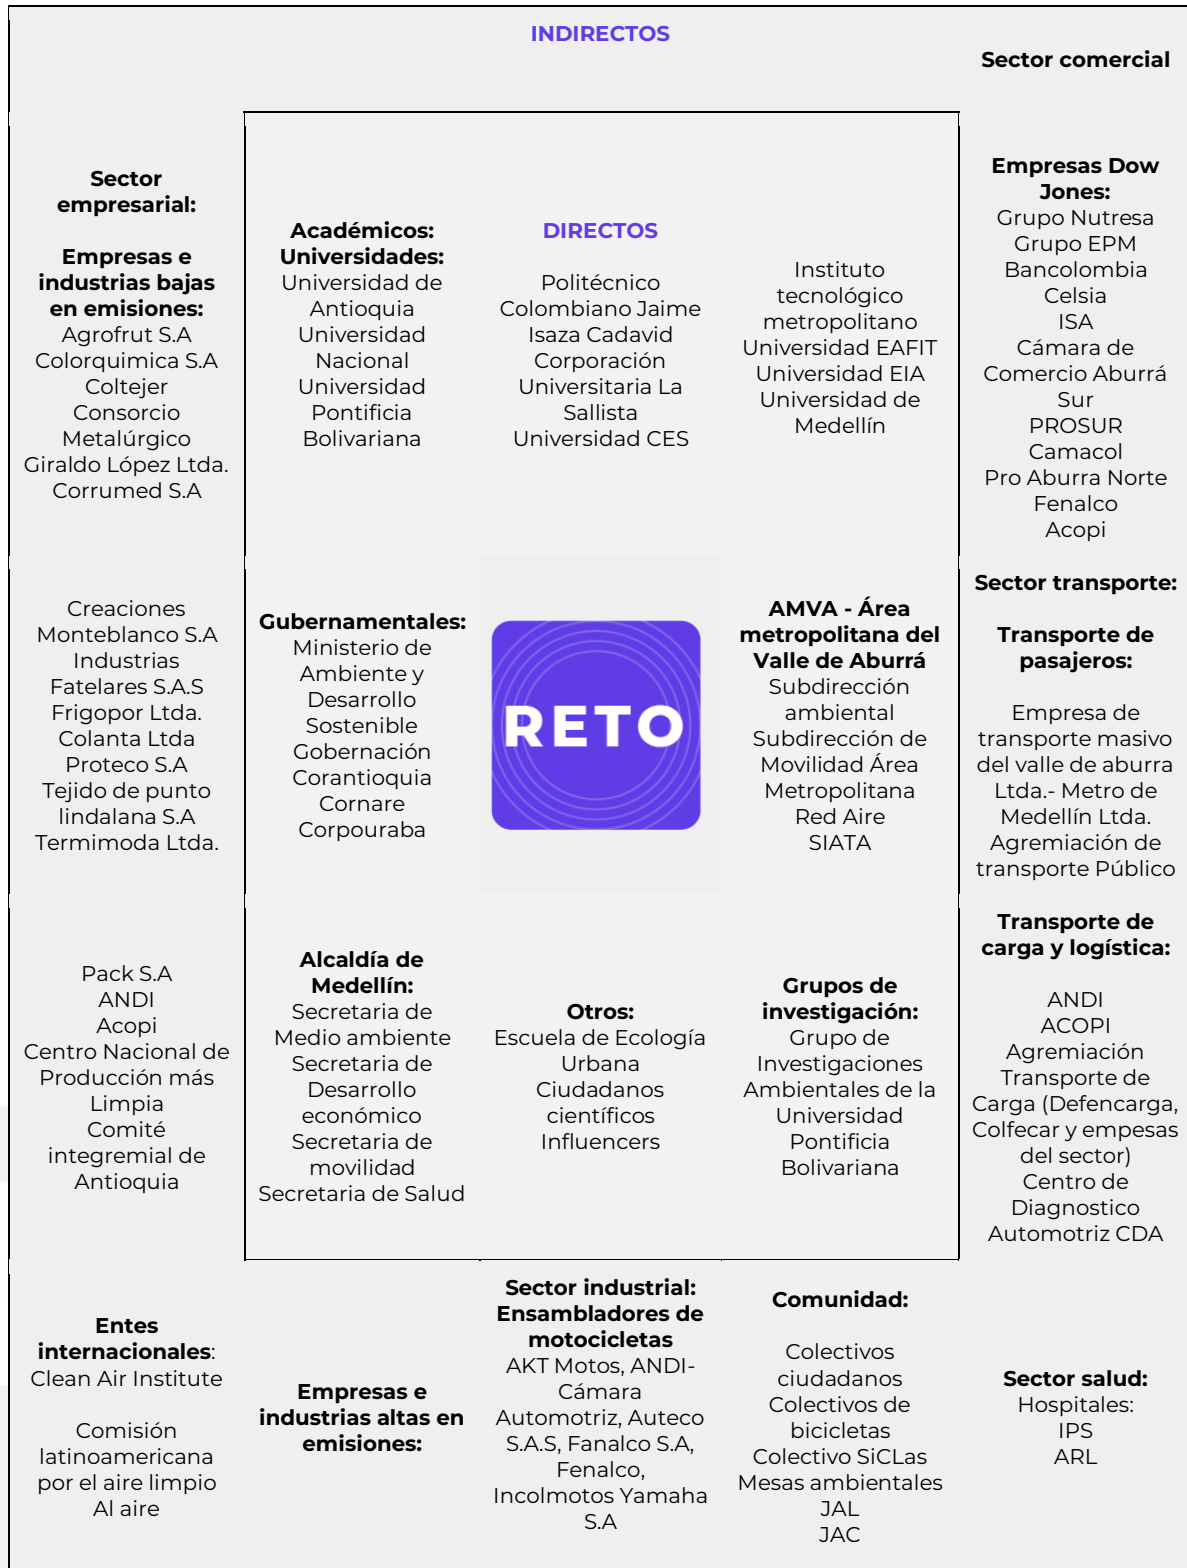 INDIRECTOS
Sector comercial
Sector
empresarial:
Empresas e
industrias bajas
en emisiones:
Agrofrut S.A
Colorquimica S.A
Coltejer
Consorcio
Metalúrgico
Giraldo López Ltda.
Corrumed S.A
Académicos:
Universidades:
Universidad de
Antioquia
Universidad
Nacional
Universidad
Pontificia
Bolivariana
DIRECTOS
Politécnico
Colombiano Jaime
Isaza Cadavid
Corporación
Universitaria La
Sallista
Universidad CES
Instituto
tecnológico
metropolitano
Universidad EAFIT
Universidad EIA
Universidad de
Medellín
Empresas Dow
Jones:
Grupo Nutresa
Grupo EPM
Bancolombia
Celsia
ISA
Cámara de
Comercio Aburrá
Sur
PROSUR
Camacol
Pro Aburra Norte
Fenalco
Acopi
Creaciones
Monteblanco S.A
Industrias
Fatelares S.A.S
Frigopor Ltda.
Colanta Ltda
Proteco S.A
Tejido de punto
lindalana S.A
Termimoda Ltda.
Gubernamentales:
Ministerio de
Ambiente y
Desarrollo
Sostenible
Gobernación
Corantioquia
Cornare
Corpouraba
RETO
AMVA - Área
metropolitana del
Valle de Aburrá
Subdirección
ambiental
Subdirección de
Movilidad Área
Metropolitana
Red Aire
SIATA
Sector transporte:
Transporte de
pasajeros:
Empresa de
transporte masivo
del valle de aburra
Ltda.- Metro de
Medellín Ltda.
Agremiación de
transporte Público
Pack S.A
ANDI
Acopi
Centro Nacional de
Producción más
Limpia
Comité
integremial de
Antioquia
Alcaldía de
Medellín:
Secretaria de
Medio ambiente
Secretaria de
Desarrollo
económico
Secretaria de
movilidad
Secretaria de Salud
Otros:
Escuela de Ecología
Urbana
Ciudadanos
científicos
Influencers
Grupos de
investigación:
Grupo de
Investigaciones
Ambientales de la
Universidad
Pontificia
Bolivariana
Transporte de
carga y logística:
ANDI
ACOPI
Agremiación
Transporte de
Carga (Defencarga,
Colfecar y empesas
del sector)
Centro de
Diagnostico
Automotriz CDA
Entes
internacionales:
Clean Air Institute
Comisión
latinoamericana
por el aire limpio
Al aire
Empresas e
industrias altas en
emisiones:
Sector industrial:
Ensambladores de
motocicletas
AKT Motos, ANDI-
Cámara
Automotriz, Auteco
S.A.S, Fanalco S.A,
Fenalco,
Incolmotos Yamaha
S.A
Comunidad:
Colectivos
ciudadanos
Colectivos de
bicicletas
Colectivo SiCLas
Mesas ambientales
JAL
JAC
Sector salud:
Hospitales:
IPS
ARL